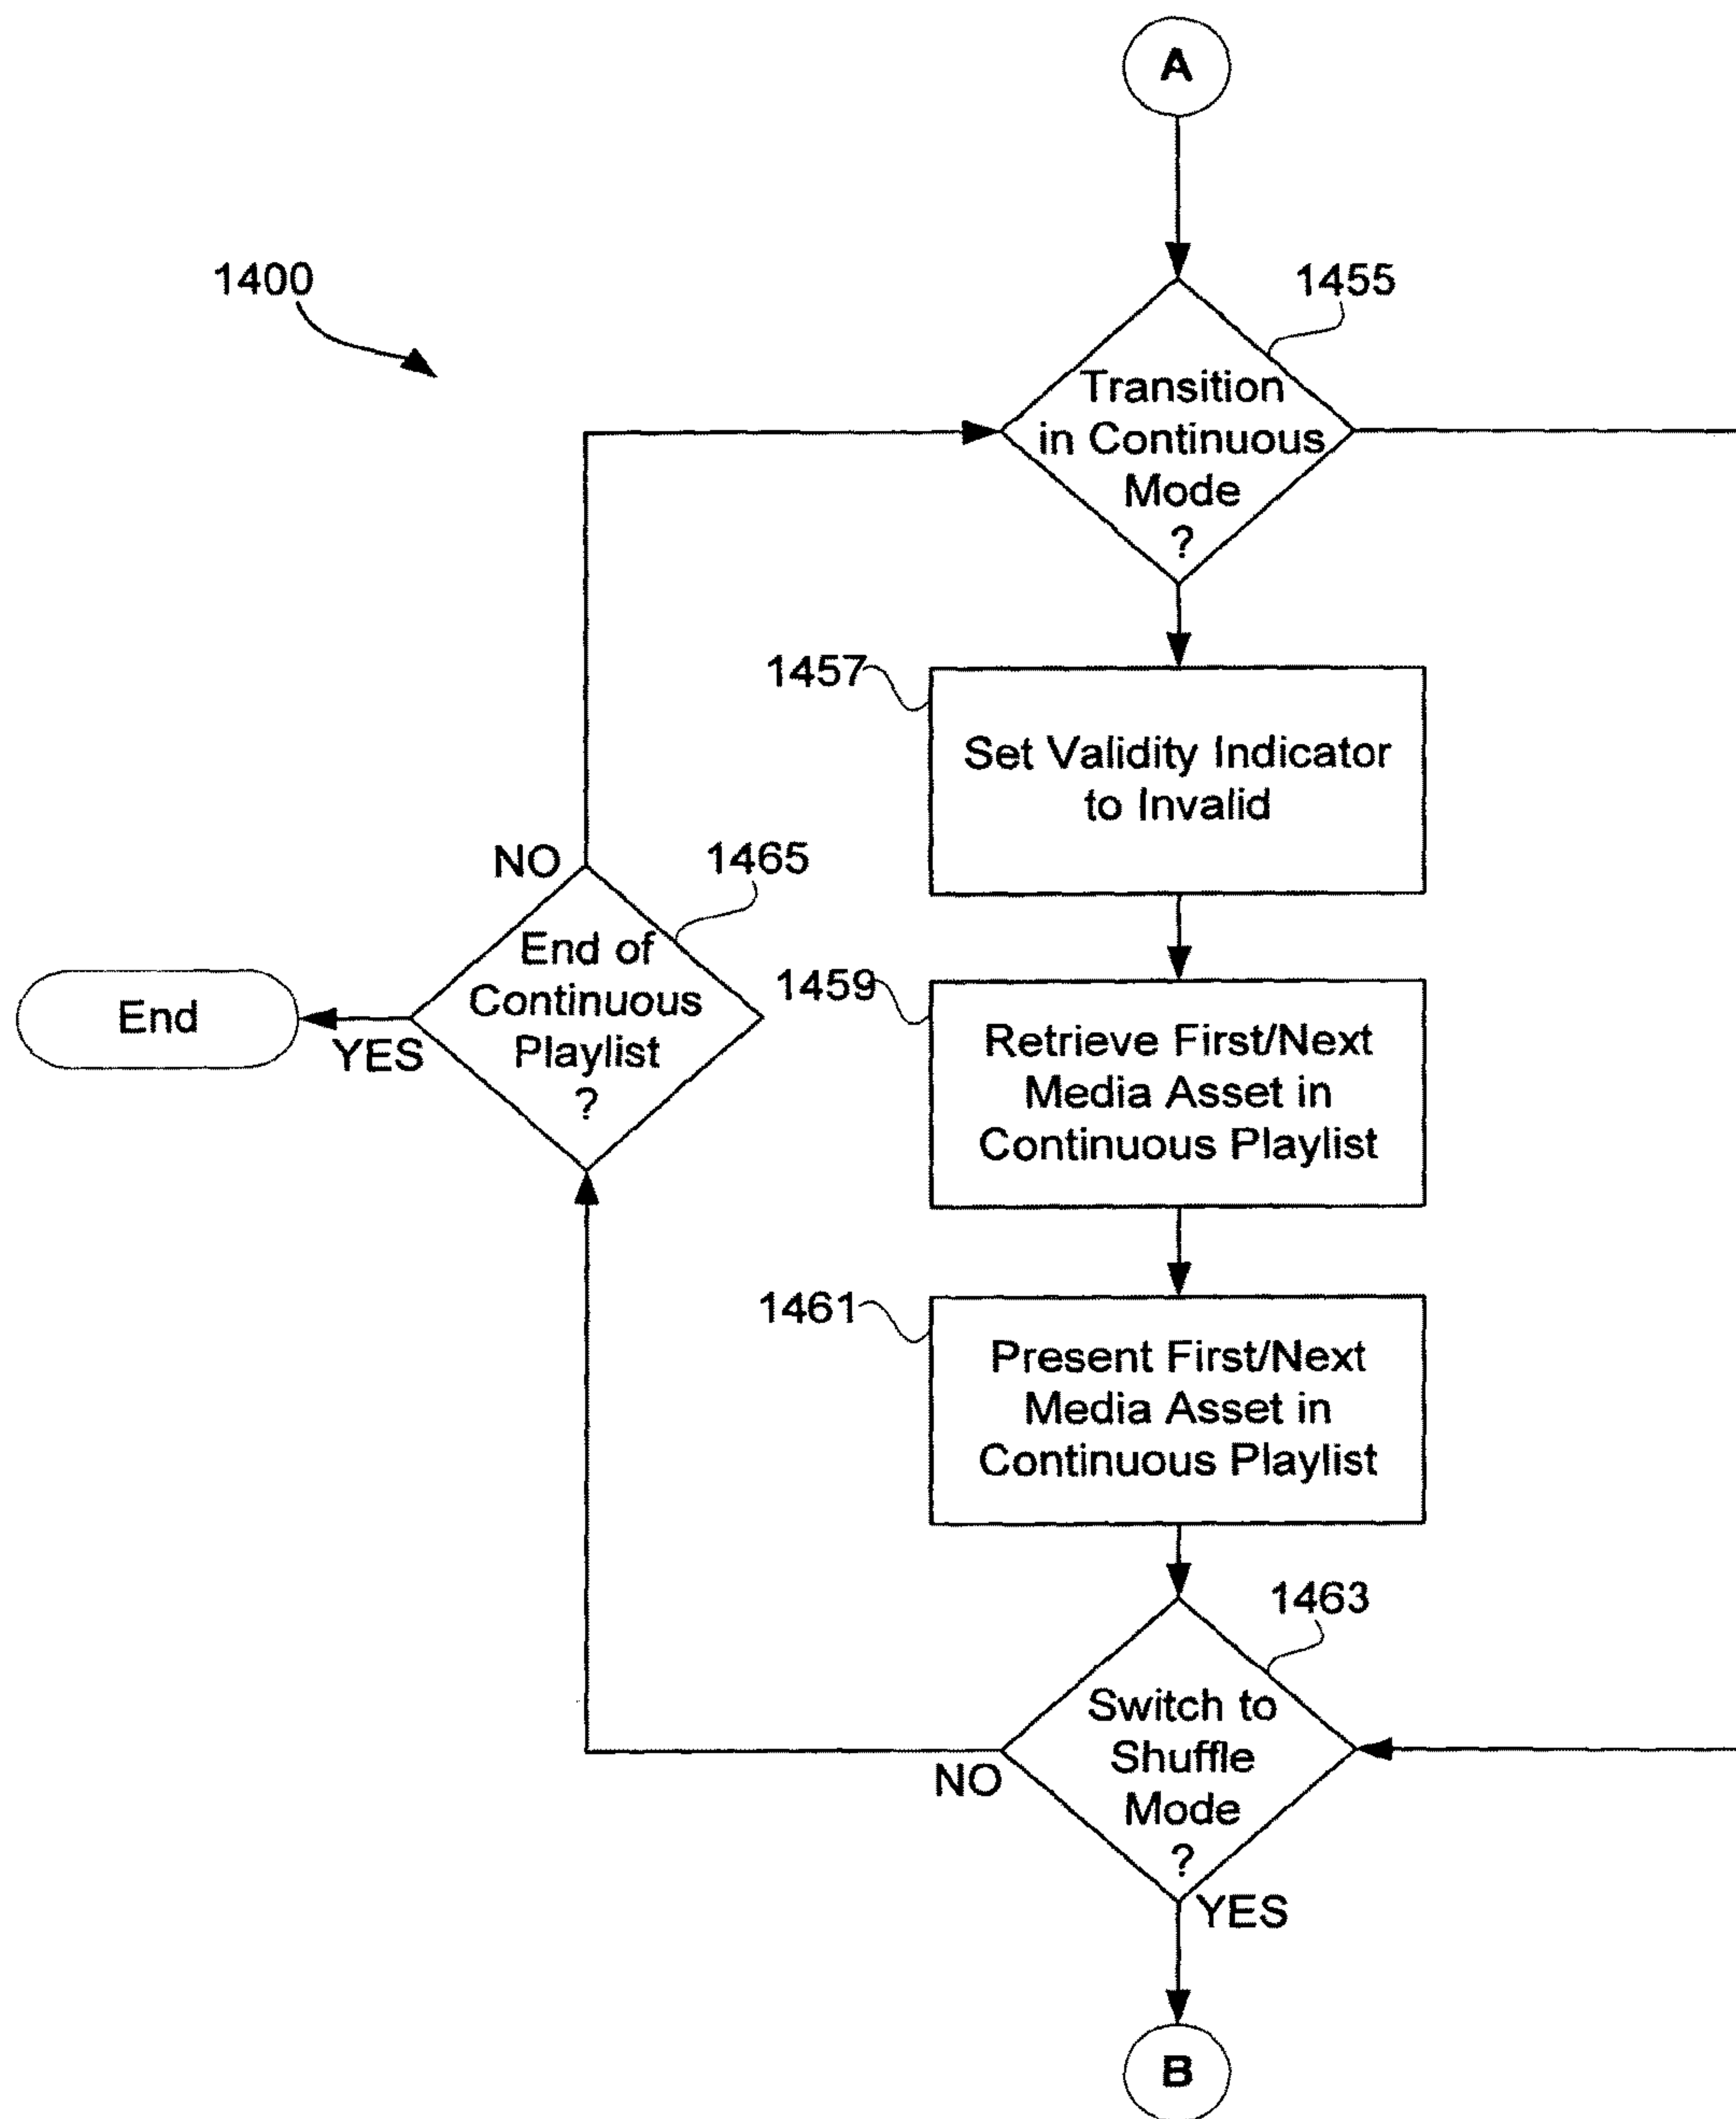 A
1400
1455
Transition
in Continuous
Mode
?
1457
Set Validity Indicator
to Invalid
NO
1465
End of
Continuous
Playlist
?
End
YES
1459
Retrieve First/Next
Media Asset in
Continuous Playlist
1461
Present First/Next
Media Asset in
Continuous Playlist
1463
Switch to
Shuffle
Mode
?
NO
YES
B